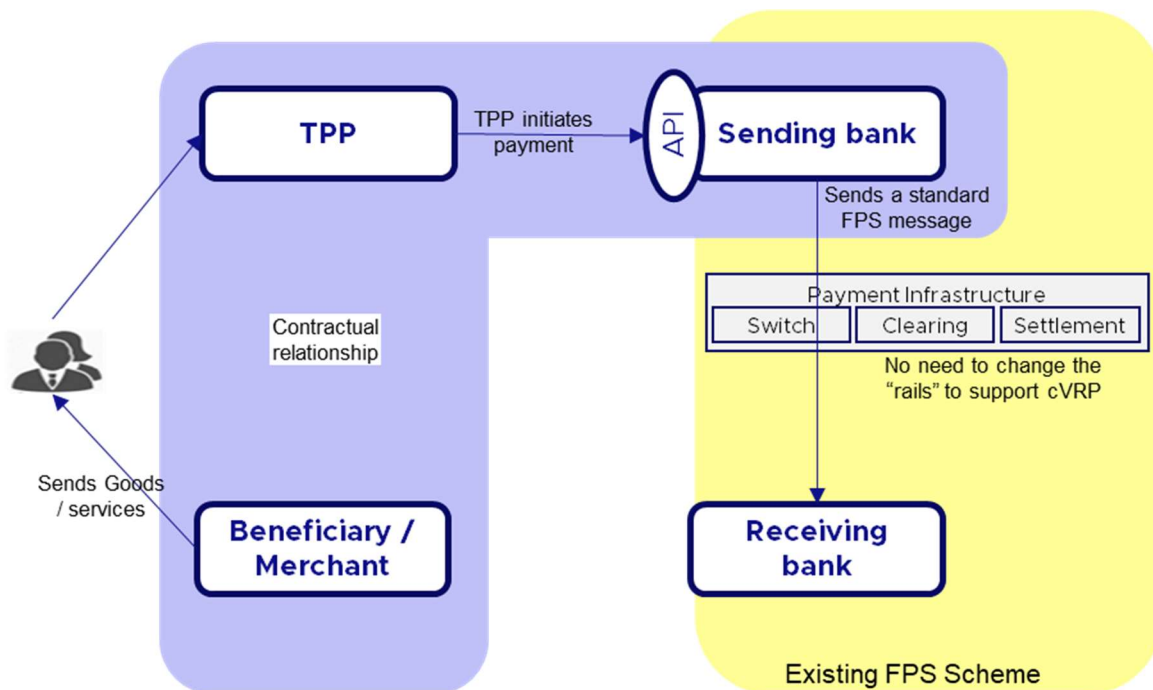 TPP
TPP initiates
payment
API
Sending bank
Sends a standard
FPS message
Payment Infrastructure
Switch
Clearing
Settlement
No need to change the
“rails” to support cVRP
Contractual
relationship
Sends Goods
/ services
Beneficiary /
Merchant
Receiving
bank
Existing FPS Scheme